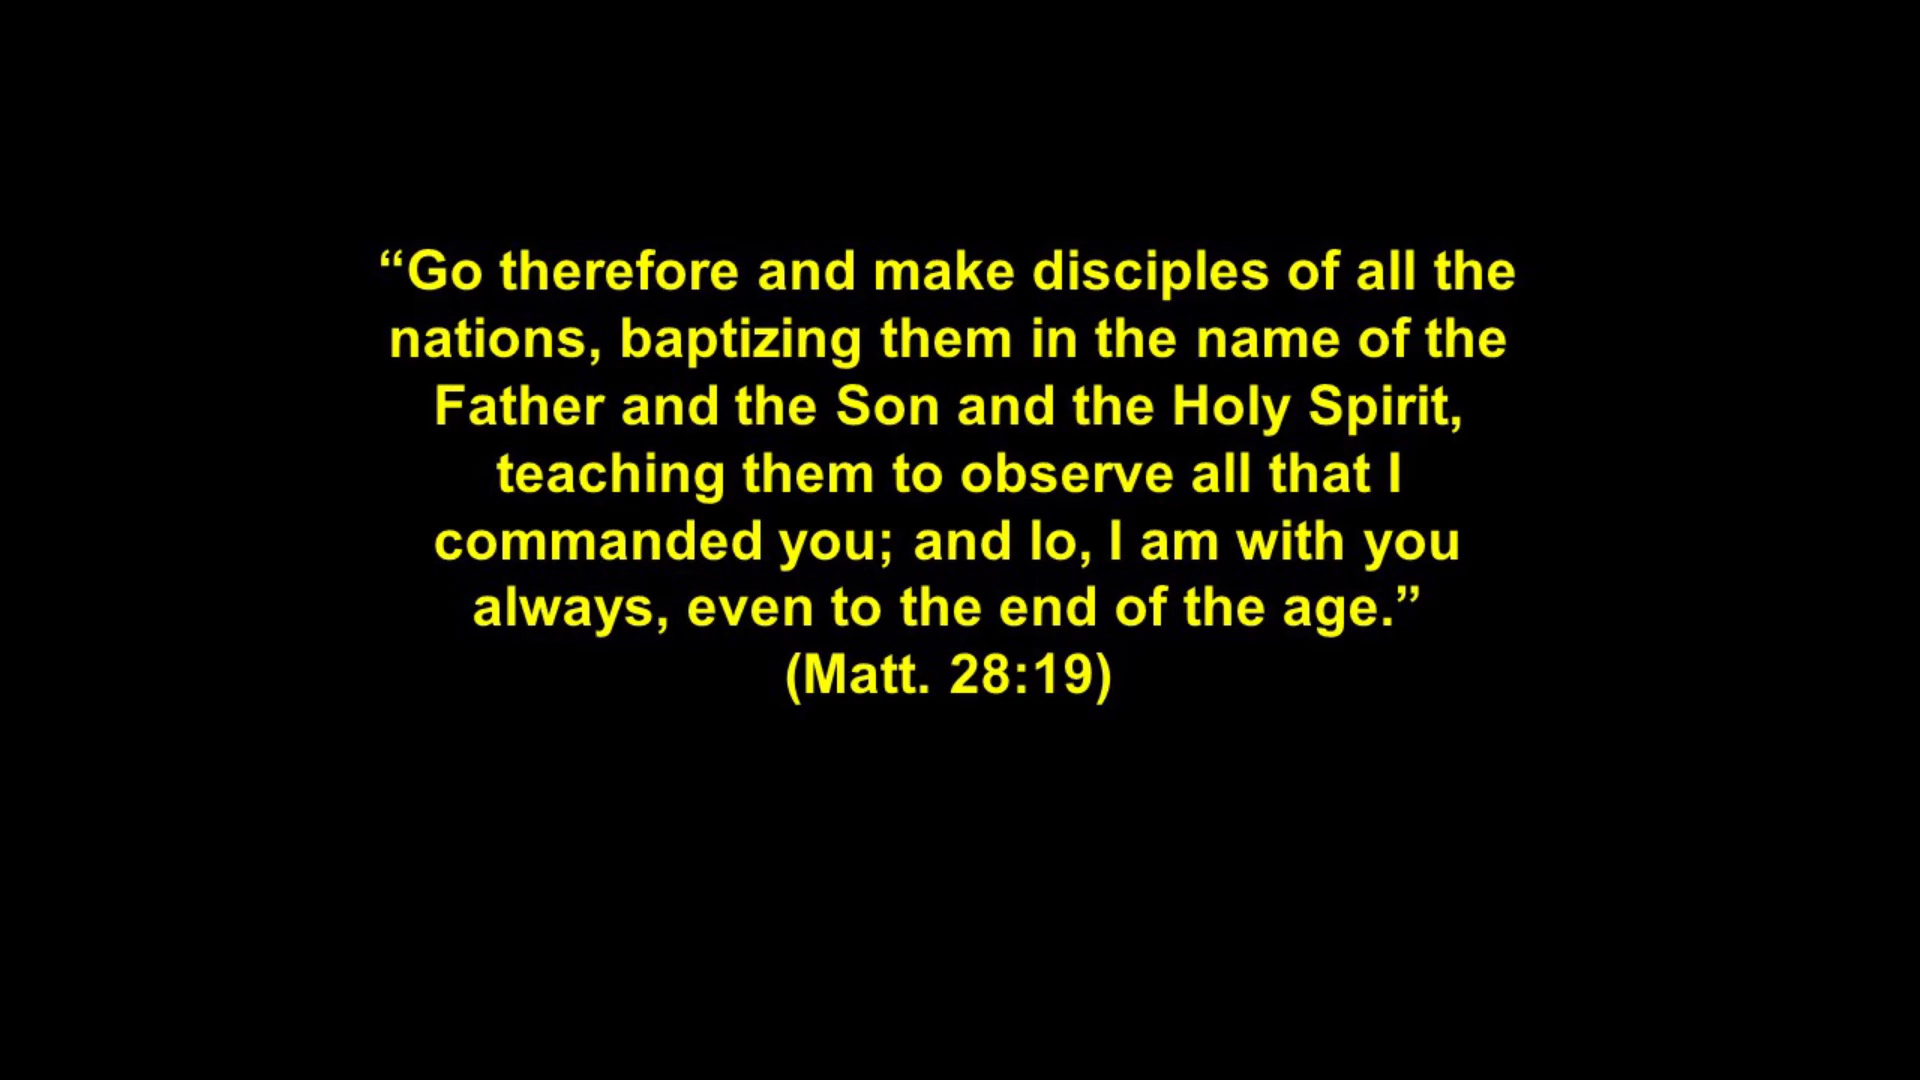 “Go therefore and make disciples of all the
nations, baptizing them in the name of the
Father and the Son and the Holy Spirit,
teaching them to observe all that I
commanded you; and lo, I am with you
always, even to the end of the age.”
(Matt. 28:19)